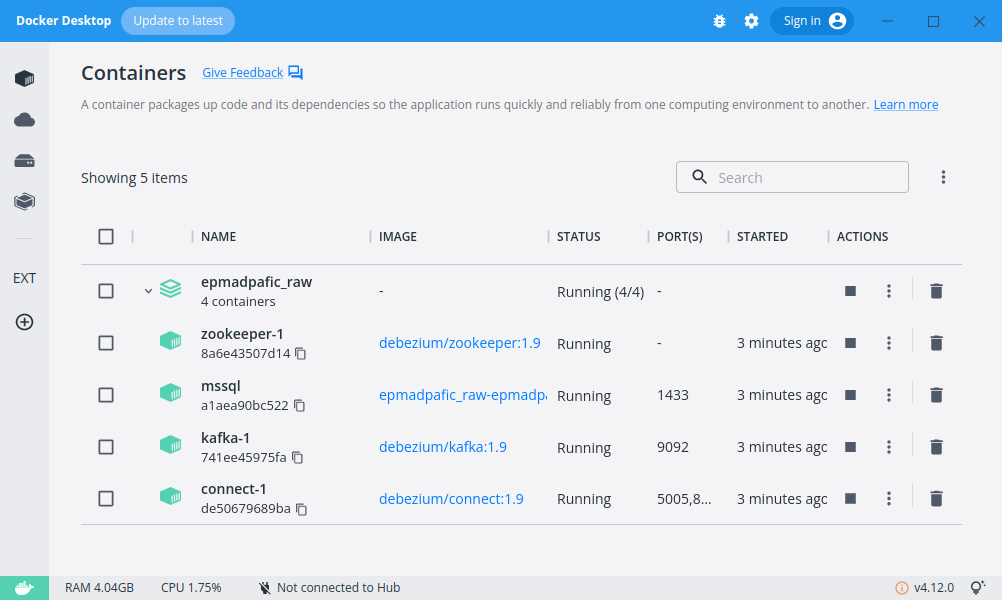 Docker Desktop Update to latest Sign in
Containers Give Feedback
A container packages up code and its dependencies so the application runs quickly and reliably from one computing environment to another. Learn more
Showing 5 items Search
NAME IMAGE STATUS PORT(S) STARTED ACTIONS
epmadpafic_raw
4 containers
- Running (4/4) -
zookeeper-1
8a6e43507d14
debezium/zookeeper:1.9 Running - 3 minutes agc
mssql
a1aea90bc522
epmadpafic_raw-epmadpa Running 1433 3 minutes agc
EXT
kafka-1
741ee45975fa
debezium/kafka:1.9 Running 9092 3 minutes agc
connect-1
de50679689ba
debezium/connect:1.9 Running 5005,8... 3 minutes agc
RAM 4.04GB CPU 1.75% Not connected to Hub v4.12.0